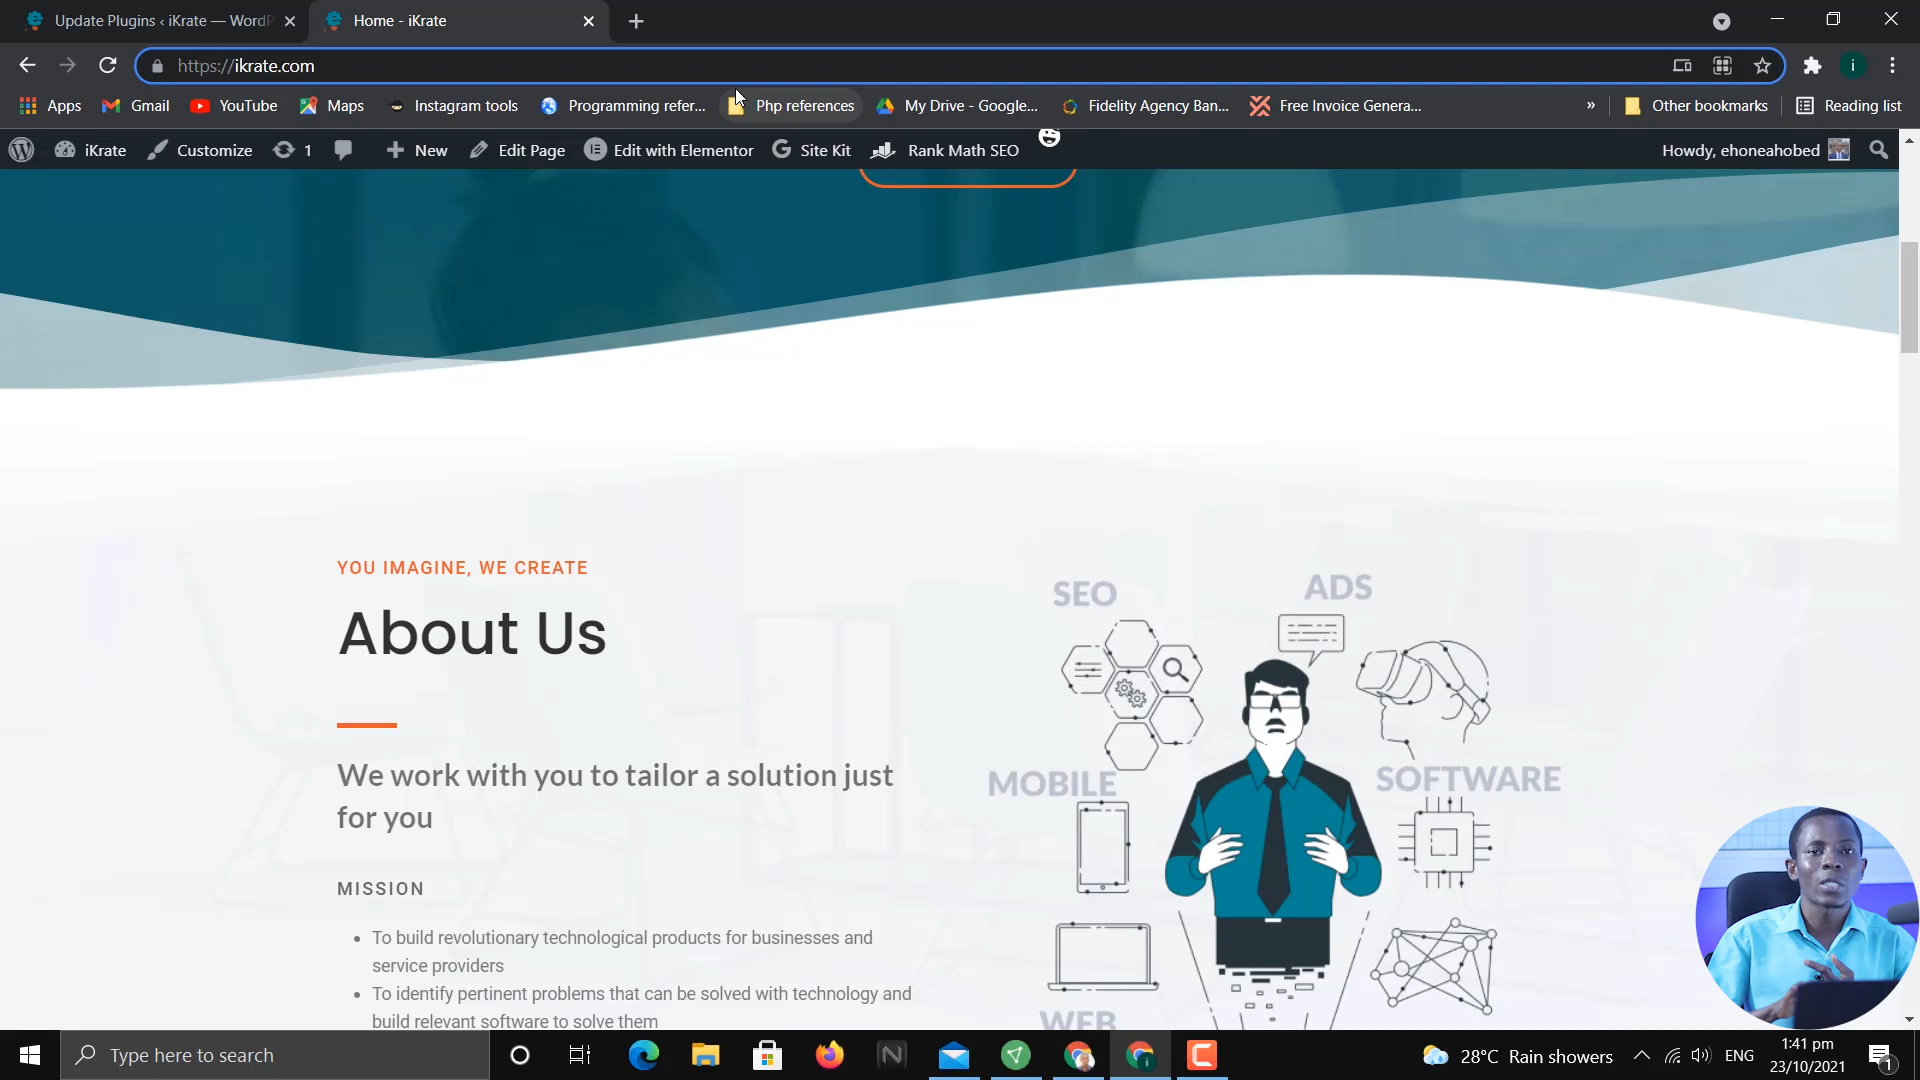 Update Plugins ‹ iKrate — WordP
Home - iKrate
https://ikrate.com
i
Apps
Gmail
YouTube
Maps
Instagram tools
Programming refer...
Php references
My Drive - Google...
Fidelity Agency Ban...
Free Invoice Genera...
»
Other bookmarks
Reading list
iKrate
Customize
1
New
Edit Page
Edit with Elementor
Site Kit
Rank Math SEO
Howdy, ehoneahobed
YOU IMAGINE, WE CREATE
About Us
We work with you to tailor a solution just
for you
MISSION
To build revolutionary technological products for businesses and
service providers
To identify pertinent problems that can be solved with technology and
build relevant software to solve them
SEO
ADS
MOBILE
SOFTWARE
WEB
Type here to search
28°C Rain showers
ENG
1:41 pm
23/10/2021
1